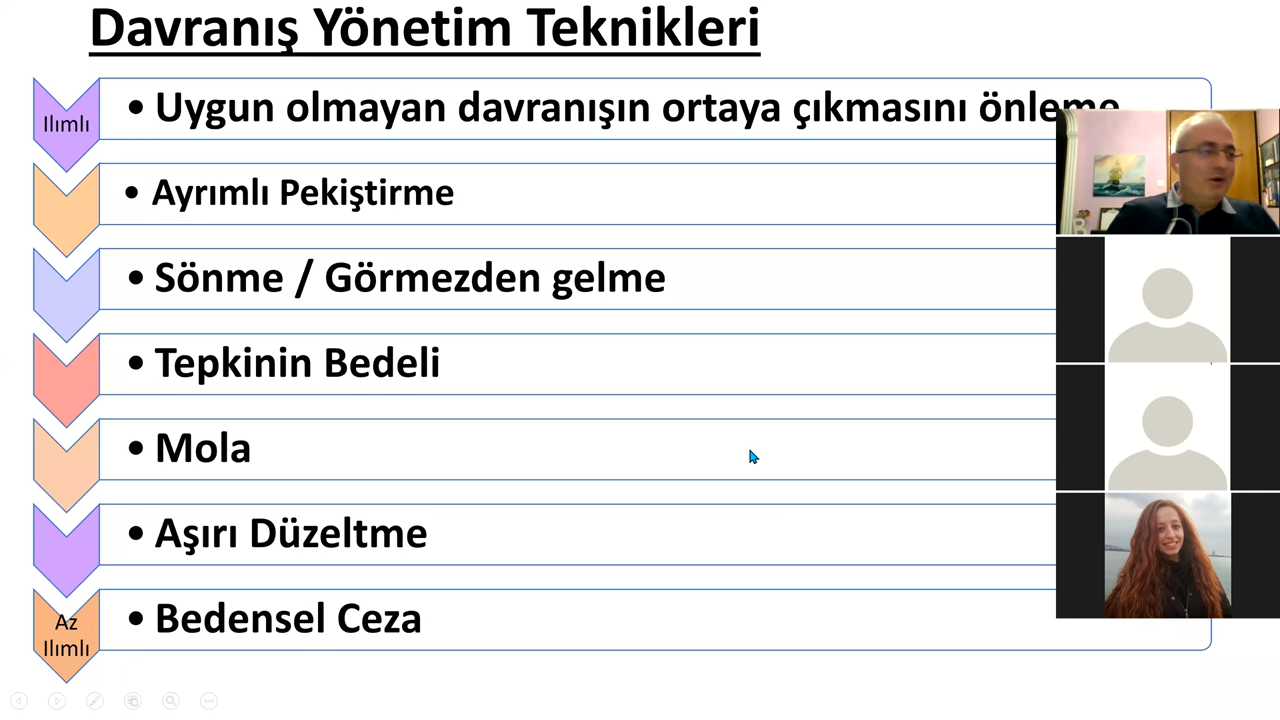 Davranış Yönetim Teknikleri
Ilımlı
• Uygun olmayan davranışın ortaya çıkmasını önleme
• Ayrımlı Pekiştirme
• Sönme / Görmezden gelme
• Tepkinin Bedeli
• Mola
• Aşırı Düzeltme
Az
Ilımlı
• Bedensel Ceza